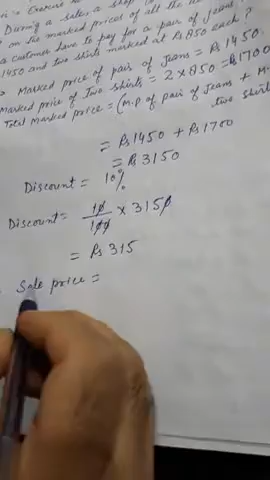 During a sale, a shop
on the marked prices of all the
a customer have to pay for a pair of jeans
1450 and two shirts marked at Rs 850 each?
Marked price of pair of Jeans = Rs 1450
Marked price of Two shirts = 2 x 850 = Rs 1700
Total Marked price = (M.P of pair of Jeans + M.
two shirts
= Rs 1450 + Rs 1700
= Rs 3150
Discount = 10%
Discount = 10/100 x 3150
= Rs 315
Sale price =